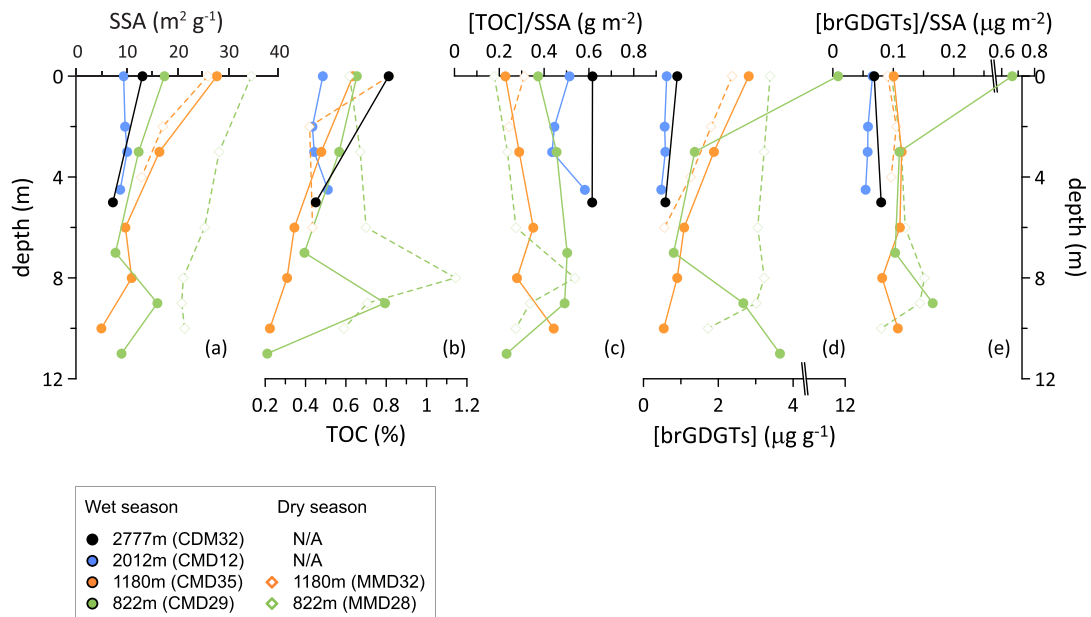 SSA (m² g⁻¹)
[TOC]/SSA (g m⁻²)
[brGDGTs]/SSA (µg m⁻²)
0 10 20 30 40
0 0.2 0.4 0.6 0.8
0 0.1 0.2 0.6 0.8
0
4
8
12
depth (m)
0
4
8
12
depth (m)
(a)
(b)
(c)
(d)
(e)
0.2 0.4 0.6 0.8 1 1.2
TOC (%)
0 2 4 12
[brGDGTs] (µg g⁻¹)
Wet season Dry season
2777m (CDM32) N/A
2012m (CMD12) N/A
1180m (CMD35) 1180m (MMD32)
822m (CMD29) 822m (MMD28)